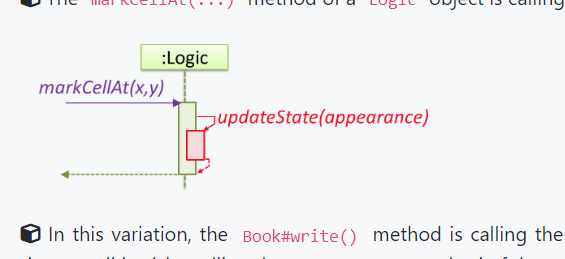 The markCellAt(...) method of a Logic object is calling
:Logic
markCellAt(x,y)
updateState(appearance)
In this variation, the Book#write() method is calling the